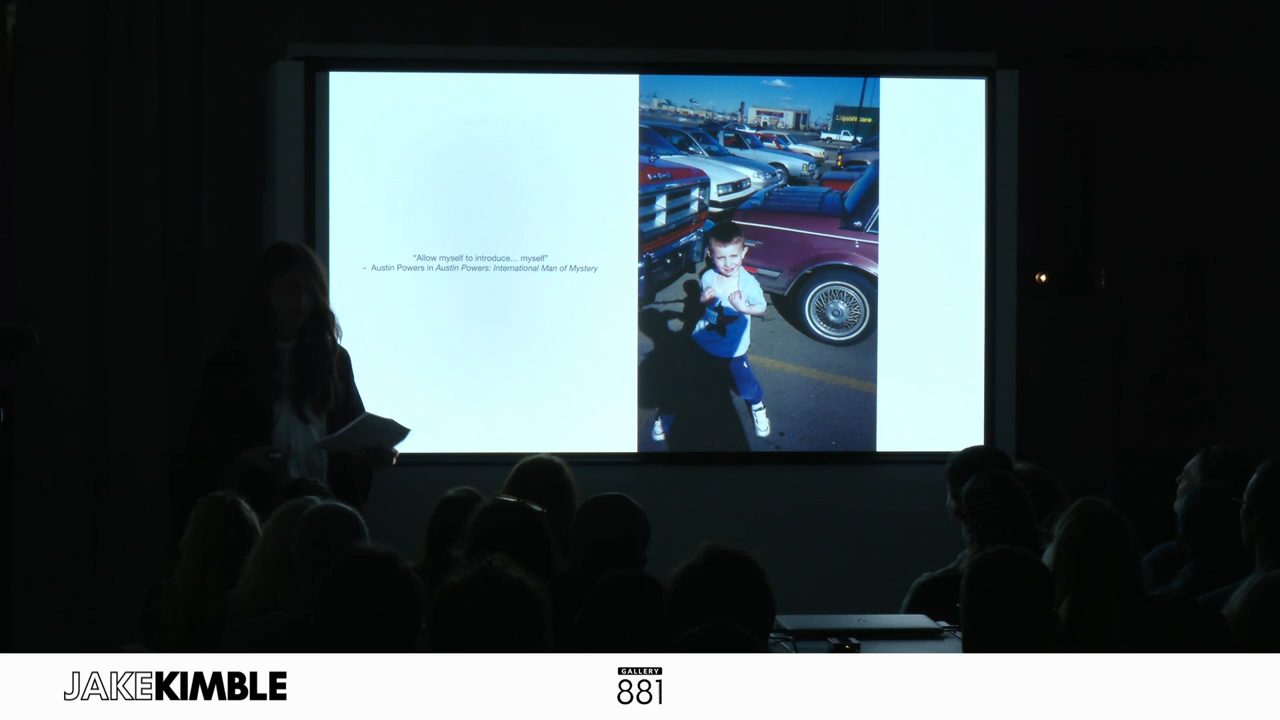 “Allow myself to introduce... myself”
- Austin Powers in Austin Powers: International Man of Mystery
JAKEKIMBLE
GALLERY
881